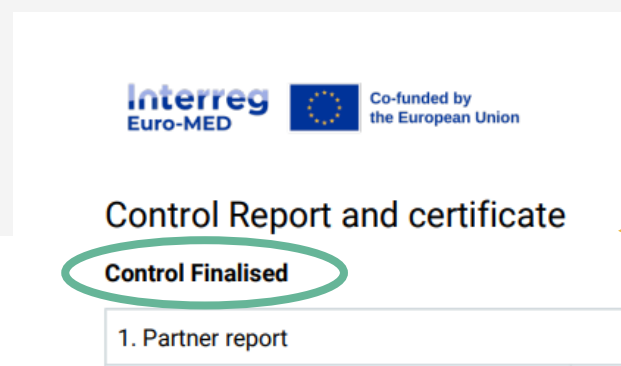 Interreg
Euro-MED
Co-funded by
the European Union
Control Report and certificate
Control Finalised
1. Partner report